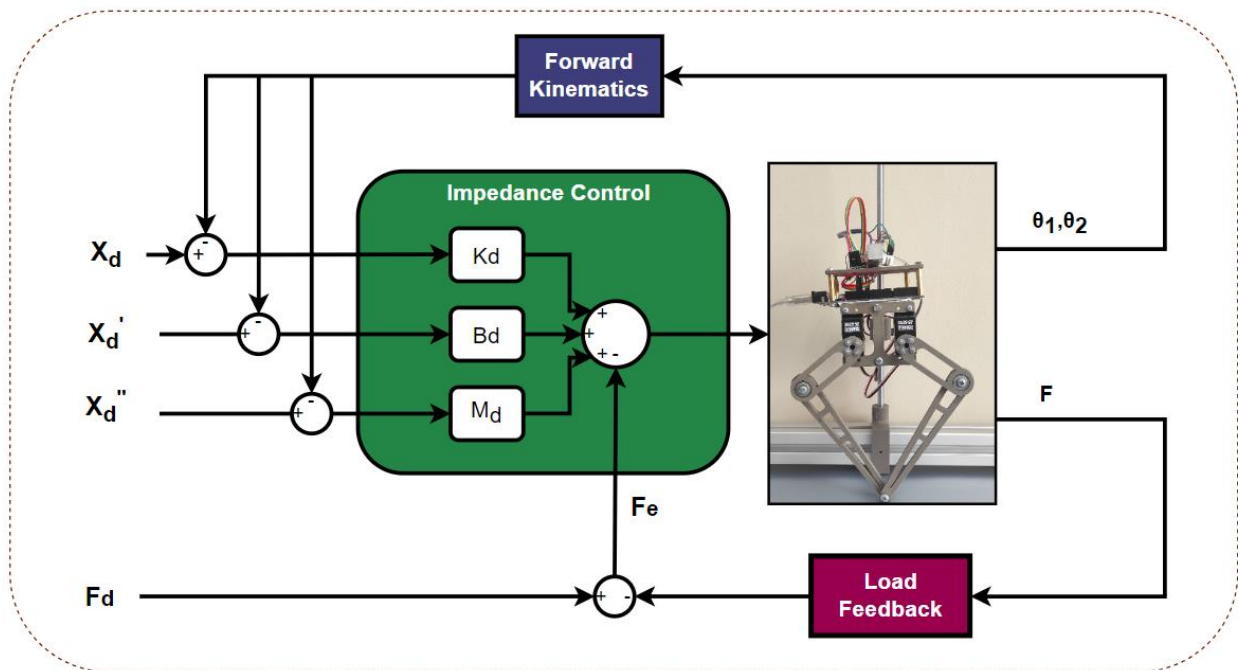 Forward
Kinematics
Impedance Control
θ1,θ2
Xd
+
-
Kd
Xd'
+
-
Bd
+
+
+
-
Xd"
+
-
Md
F
Fe
Fd
+
-
Load
Feedback